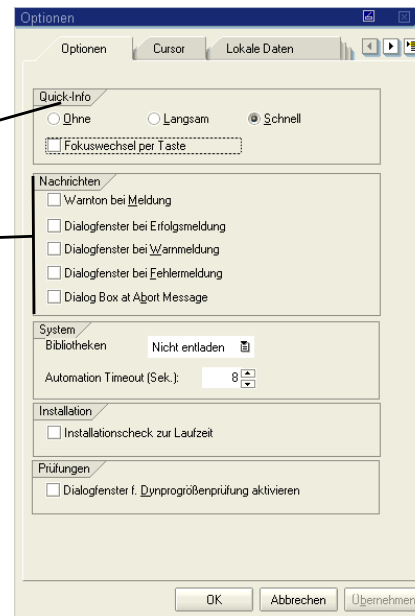 Optionen
Optionen Cursor Lokale Daten
Quick-Info
Ohne Langsam Schnell
Fokuswechsel per Taste
Nachrichten
Warnton bei Meldung
Dialogfenster bei Erfolgsmeldung
Dialogfenster bei Warnmeldung
Dialogfenster bei Fehlermeldung
Dialog Box at Abort Message
System
Bibliotheken Nicht entladen
Automation Timeout (Sek.): 8
Installation
Installationscheck zur Laufzeit
Prüfungen
Dialogfenster f. Dynprogrößenprüfung aktivieren
OK Abbrechen Übernehmen